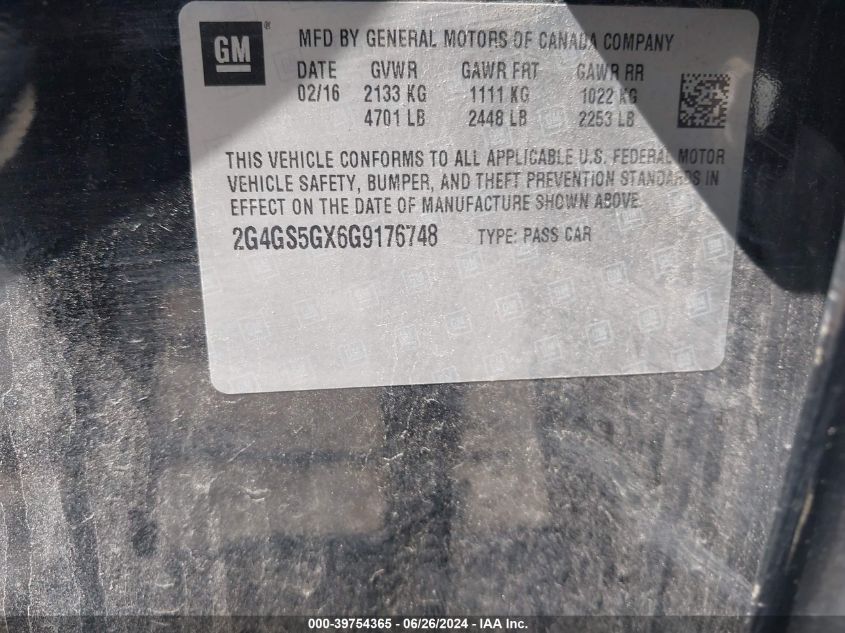 GM ®
MFD BY GENERAL MOTORS OF CANADA COMPANY
DATE GVWR GAWR FRT GAWR RR
02/16 2133 KG 1111 KG 1022 KG
4701 LB 2448 LB 2253 LB
THIS VEHICLE CONFORMS TO ALL APPLICABLE U.S. FEDERAL MOTOR
VEHICLE SAFETY, BUMPER, AND THEFT PREVENTION STANDARDS IN
EFFECT ON THE DATE OF MANUFACTURE SHOWN ABOVE.
2G4GS5GX6G9176748 TYPE: PASS CAR
000-39754365 - 06/26/2024 - IAA Inc.